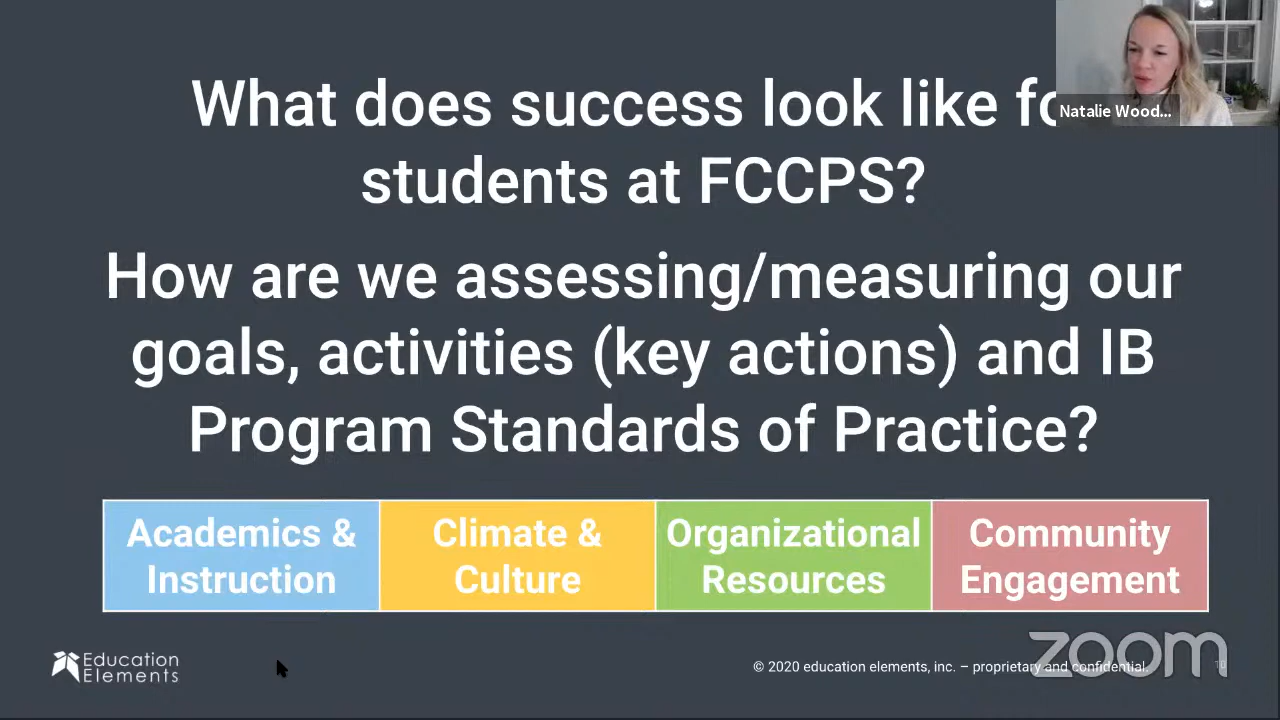 What does success look like fo
students at FCCPS?
How are we assessing/measuring our
goals, activities (key actions) and IB
Program Standards of Practice?
Academics &
Instruction
Climate &
Culture
Organizational
Resources
Community
Engagement
Natalie Wood...
Education
Elements
© 2020 education elements, inc. – proprietary and confidential.
10
zoom